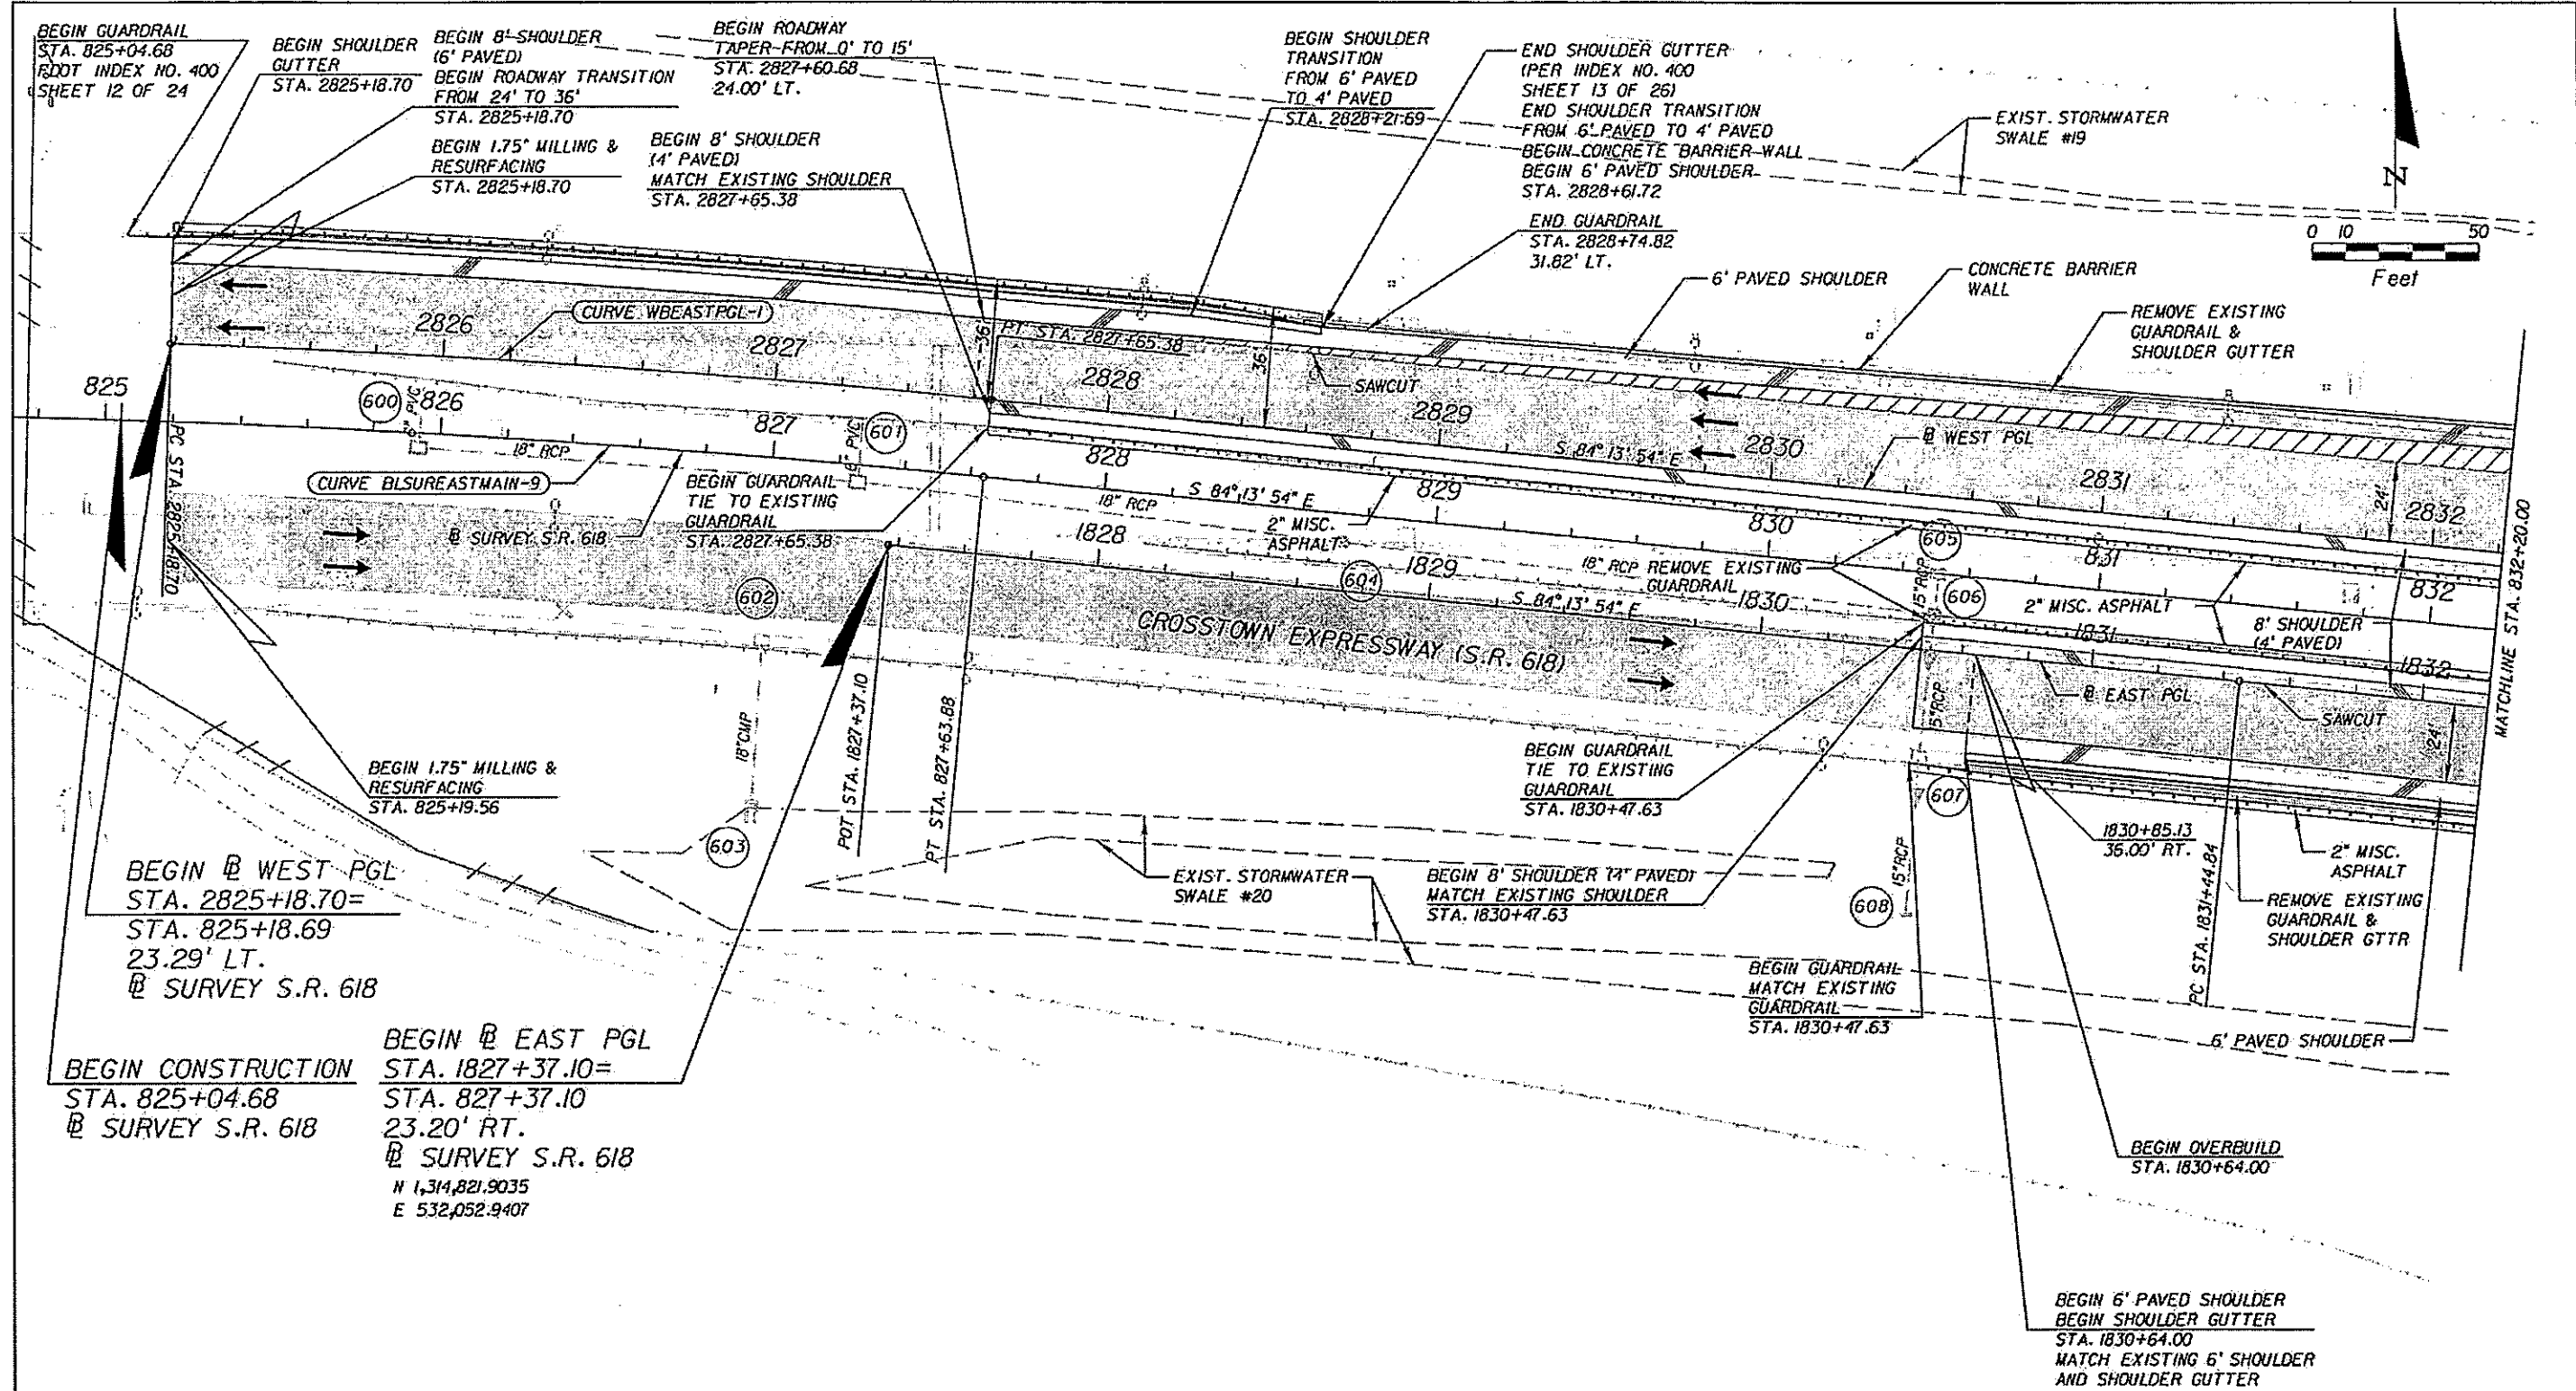 BEGIN GUARDRAIL
STA. 825+04.68
FDOT INDEX NO. 400
SHEET 12 OF 24
BEGIN SHOULDER
GUTTER
STA. 2825+18.70
BEGIN 8' SHOULDER
(6' PAVED)
BEGIN ROADWAY TRANSITION
FROM 24' TO 36'
STA. 2825+18.70
BEGIN 1.75" MILLING &
RESURFACING
STA. 2825+18.70
BEGIN ROADWAY
TAPER FROM 0' TO 15'
STA. 2827+60.68
24.00' LT.
BEGIN 8' SHOULDER
(4' PAVED)
MATCH EXISTING SHOULDER
STA. 2827+65.38
BEGIN SHOULDER
TRANSITION
FROM 6' PAVED
TO 4' PAVED
STA. 2828+21.69
END SHOULDER GUTTER
(PER INDEX NO. 400
SHEET 13 OF 26)
END SHOULDER TRANSITION
FROM 6' PAVED TO 4' PAVED
BEGIN CONCRETE BARRIER WALL
BEGIN 6' PAVED SHOULDER
STA. 2828+61.72
END GUARDRAIL
STA. 2828+74.82
31.82' LT.
EXIST. STORMWATER
SWALE #19
N
0 10 50
Feet
6' PAVED SHOULDER
CONCRETE BARRIER
WALL
REMOVE EXISTING
GUARDRAIL &
SHOULDER GUTTER
2826
CURVE WBEASTPGL-1
2827
PT STA. 2827+65.38
36'
36'
2828
SAWCUT
2829
2830
S 84° 13' 54" E
℄ WEST PGL
2831
24'
2832
MATCHLINE STA. 832+20.00
825
600
826
6" PVC
827
6" PVC
601
828
829
830
831
832
18" RCP
18" RCP
18" RCP
S 84° 13' 54" E
PC STA. 2825+18.70
CURVE BLSUREASTMAIN-9
℄ SURVEY S.R. 618
BEGIN GUARDRAIL
TIE TO EXISTING
GUARDRAIL
STA. 2827+65.38
2" MISC.
ASPHALT
REMOVE EXISTING
GUARDRAIL
605
15" RCP
606
2" MISC. ASPHALT
8' SHOULDER
(4' PAVED)
602
1828
604
1829
S 84° 13' 54" E
1830
1831
1832
CROSSTOWN EXPRESSWAY (S.R. 618)
℄ EAST PGL
SAWCUT
24'
15" RCP
18" CMP
603
POT STA. 1827+37.10
PT STA. 827+63.88
BEGIN GUARDRAIL
TIE TO EXISTING
GUARDRAIL
STA. 1830+47.63
607
1830+85.13
36.00' RT.
2" MISC.
ASPHALT
BEGIN 1.75" MILLING &
RESURFACING
STA. 825+19.56
EXIST. STORMWATER
SWALE #20
BEGIN 8' SHOULDER (4' PAVED)
MATCH EXISTING SHOULDER
STA. 1830+47.63
608
15" RCP
PC STA. 1831+44.84
REMOVE EXISTING
GUARDRAIL &
SHOULDER GTTR
BEGIN GUARDRAIL
MATCH EXISTING
GUARDRAIL
STA. 1830+47.63
6' PAVED SHOULDER
BEGIN ℄ WEST PGL
STA. 2825+18.70=
STA. 825+18.69
23.29' LT.
℄ SURVEY S.R. 618
BEGIN CONSTRUCTION
STA. 825+04.68
℄ SURVEY S.R. 618
BEGIN ℄ EAST PGL
STA. 1827+37.10=
STA. 827+37.10
23.20' RT.
℄ SURVEY S.R. 618
N 1,314,821.9035
E 532,052.9407
BEGIN OVERBUILD
STA. 1830+64.00
BEGIN 6' PAVED SHOULDER
BEGIN SHOULDER GUTTER
STA. 1830+64.00
MATCH EXISTING 6' SHOULDER
AND SHOULDER GUTTER